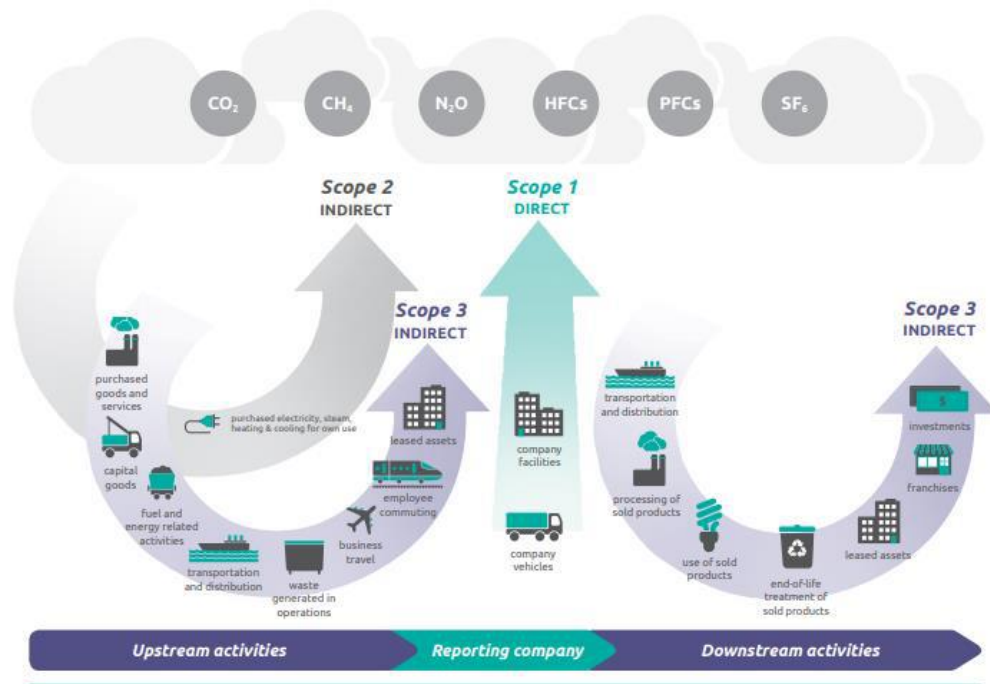 CO₂
CH₄
N₂O
HFCs
PFCs
SF₆
Scope 2
INDIRECT
Scope 1
DIRECT
Scope 3
INDIRECT
Scope 3
INDIRECT
purchased
goods and
services
capital
goods
fuel and
energy related
activities
transportation
and distribution
waste
generated in
operations
business
travel
employee
commuting
leased assets
purchased electricity, steam,
heating & cooling for own use
company
facilities
company
vehicles
transportation
and distribution
processing of
sold products
use of sold
products
end-of-life
treatment of
sold products
leased assets
franchises
$
investments
Upstream activities
Reporting company
Downstream activities